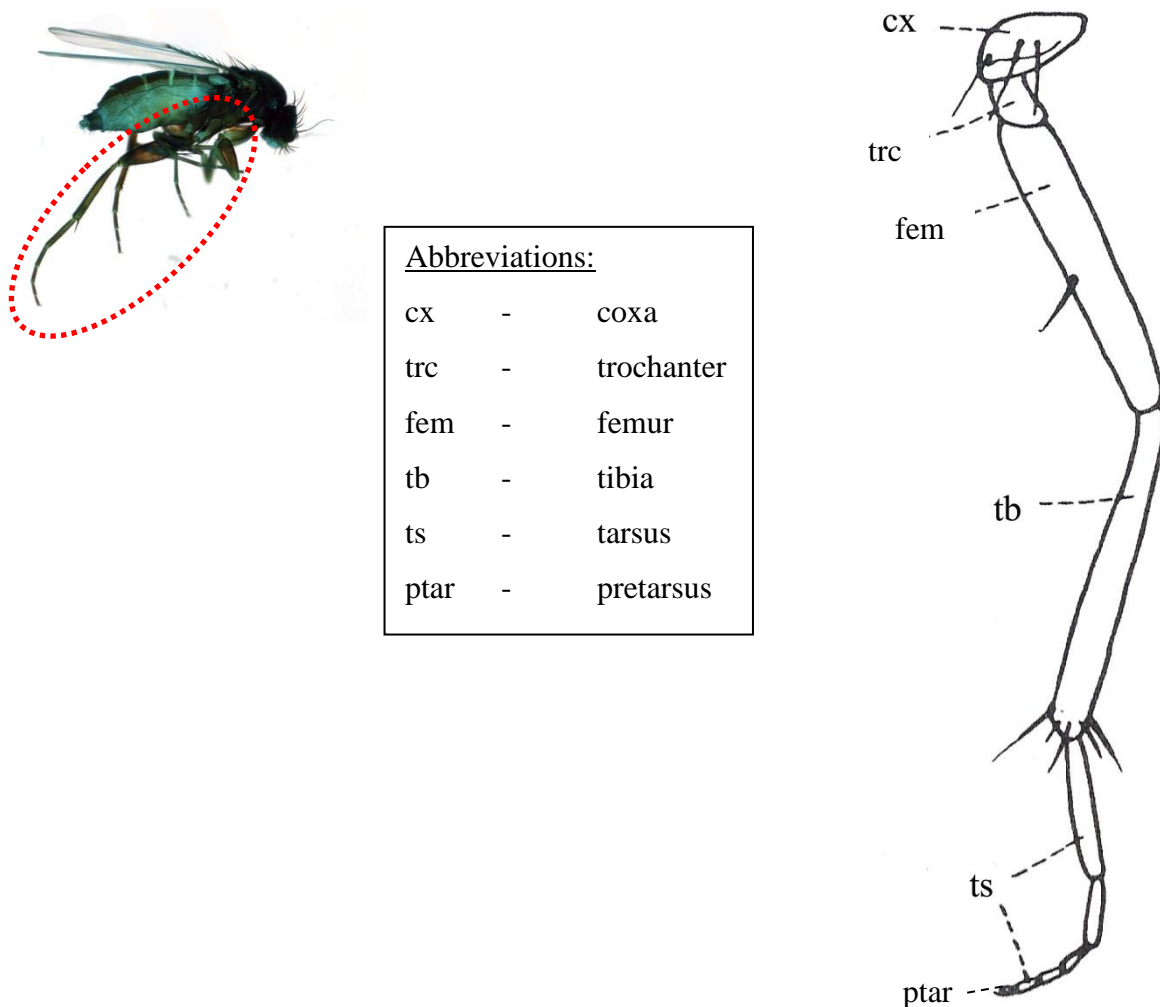 cx
trc
fem
Abbreviations:
cx - coxa
trc - trochanter
fem - femur
tb - tibia
ts - tarsus
ptar - pretarsus
tb
ts
ptar